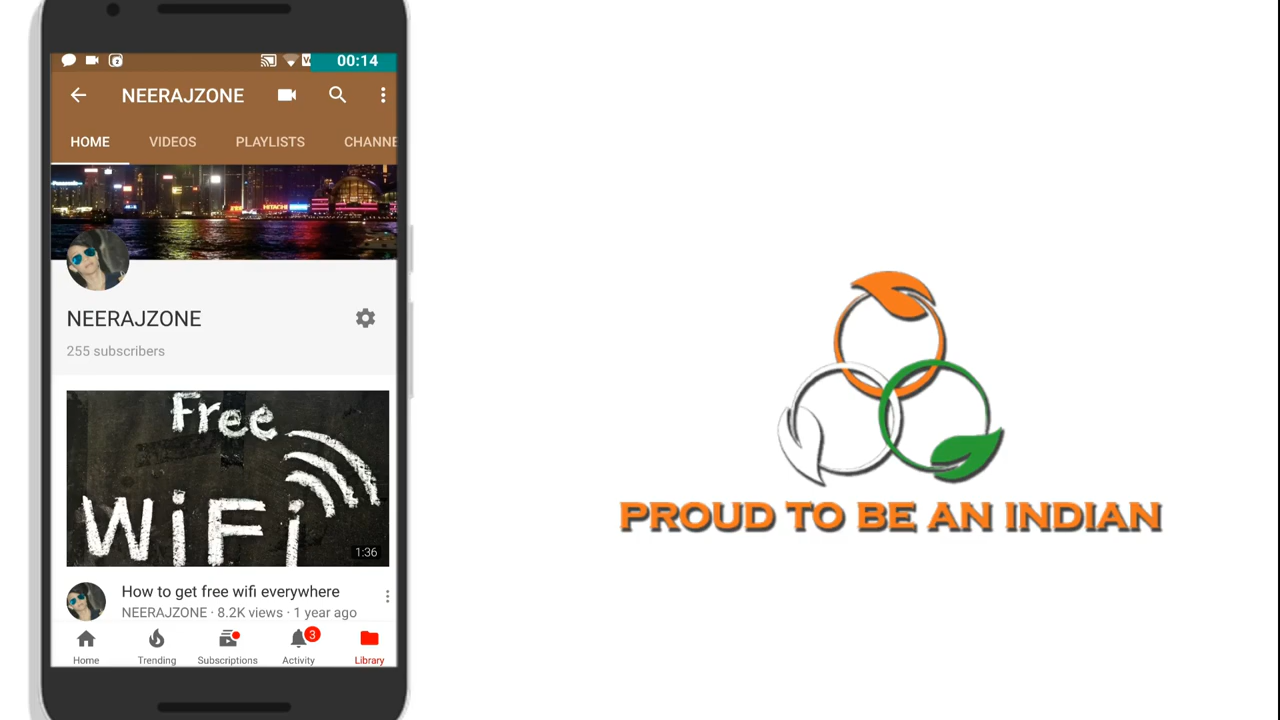 00:14
NEERAJZONE
HOME VIDEOS PLAYLISTS CHANNE
HITACHI
NEERAJZONE
255 subscribers
Free
WiFi
1:36
How to get free wifi everywhere
NEERAJZONE · 8.2K views · 1 year ago
3
Home Trending Subscriptions Activity Library
PROUD TO BE AN INDIAN